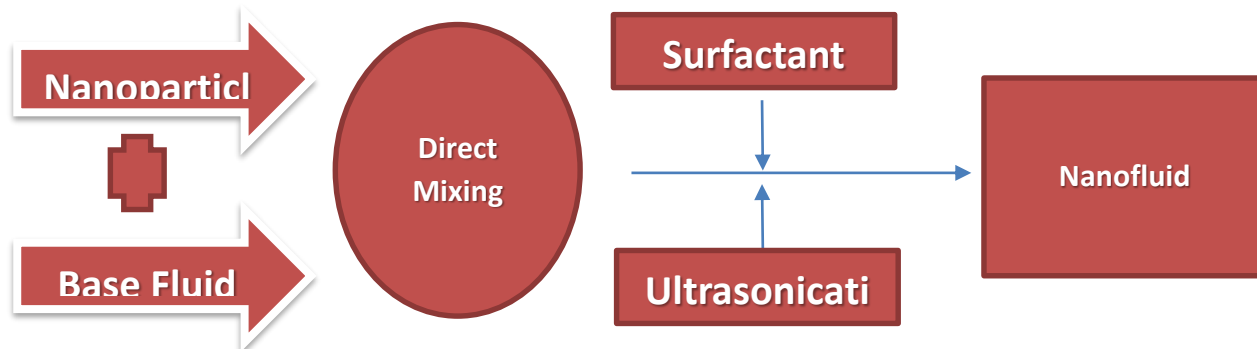 Nanoparticl
Base Fluid
Direct
Mixing
Surfactant
Ultrasonicati
Nanofluid